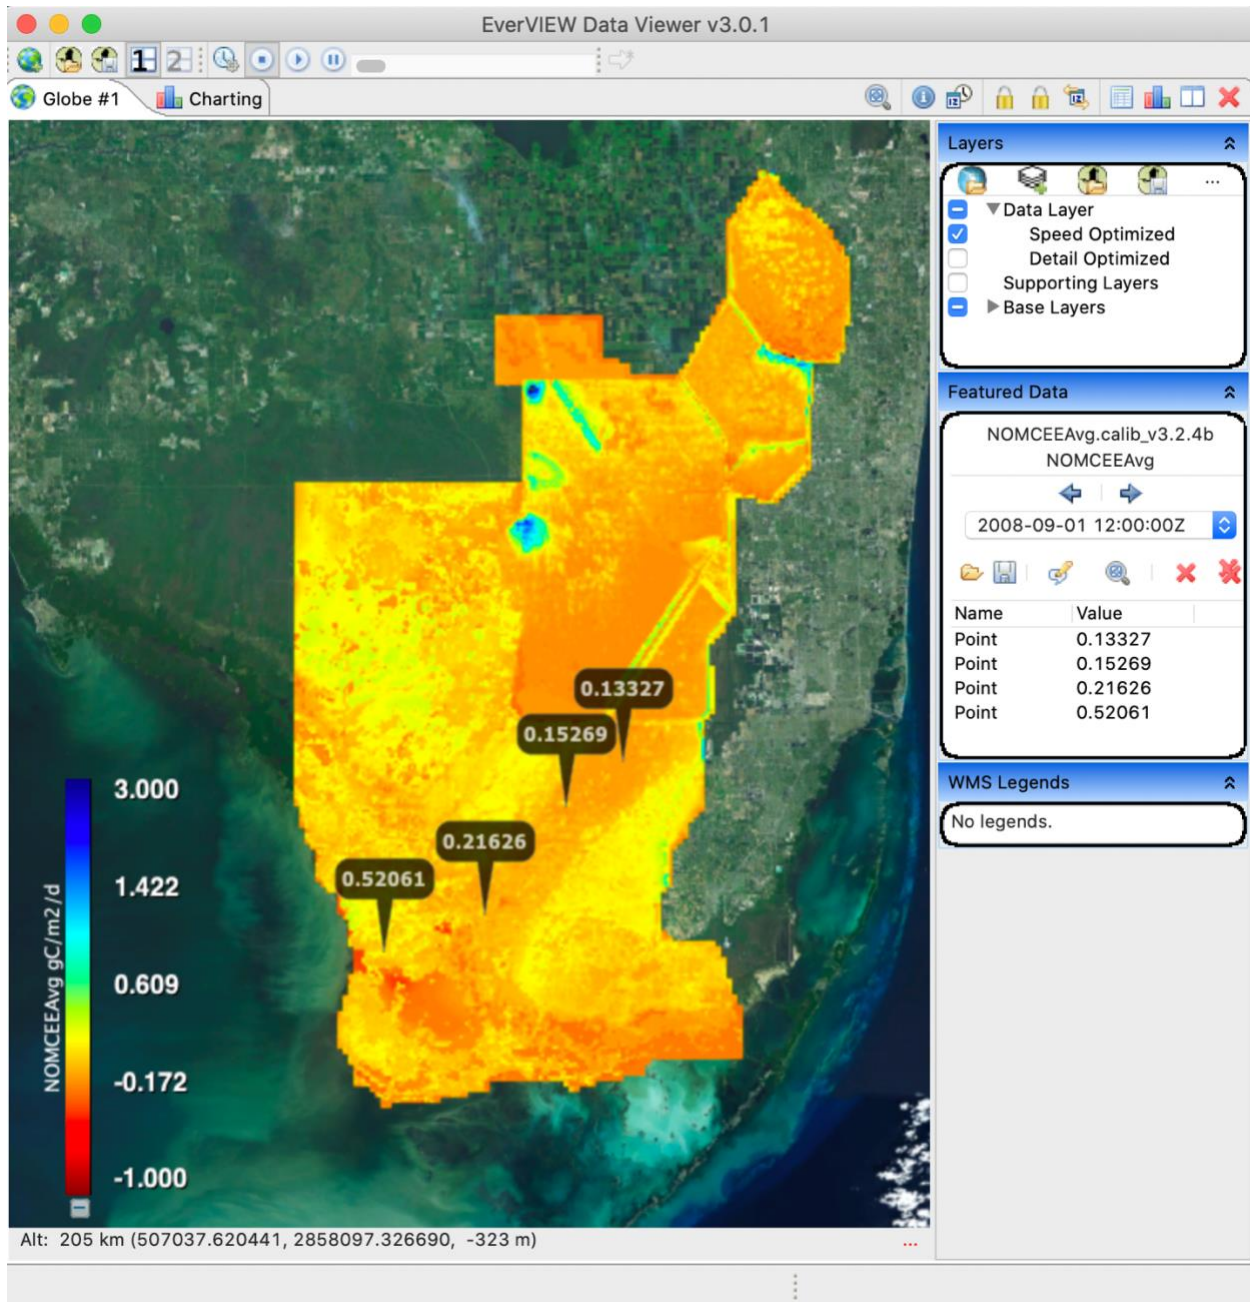 EverVIEW Data Viewer v3.0.1
1 2
Globe #1 Charting
Layers
...
Data Layer
Speed Optimized
Detail Optimized
Supporting Layers
Base Layers
Featured Data
NOMCEEAvg.calib_v3.2.4b
NOMCEEAvg
2008-09-01 12:00:00Z
Name Value
Point 0.13327
Point 0.15269
Point 0.21626
Point 0.52061
WMS Legends
No legends.
0.13327
0.15269
0.21626
0.52061
NOMCEEAvg gC/m2/d
3.000
1.422
0.609
-0.172
-1.000
Alt: 205 km (507037.620441, 2858097.326690, -323 m)
...